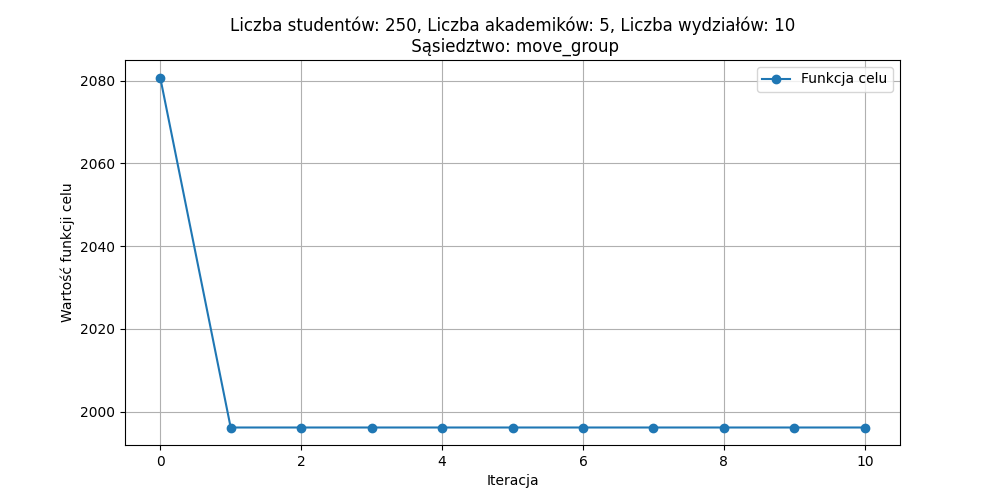 Liczba studentów: 250, Liczba akademików: 5, Liczba wydziałów: 10
Sąsiedztwo: move_group
Funkcja celu
Wartość funkcji celu
2080
2060
2040
2020
2000
0
2
4
6
8
10
Iteracja